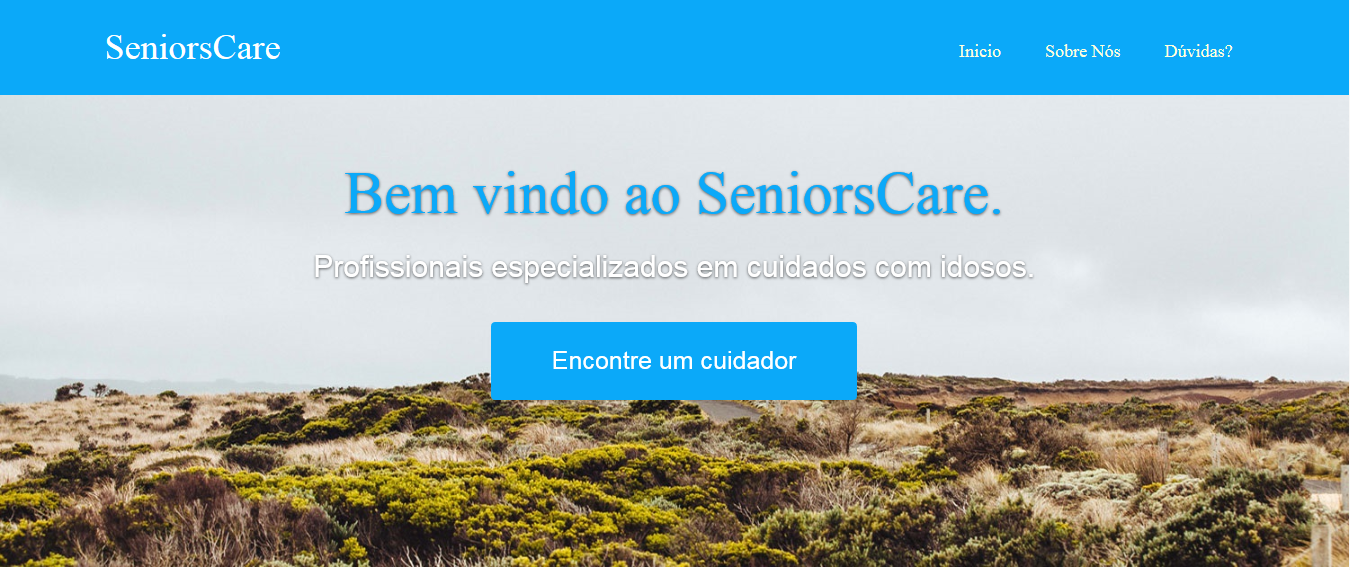 SeniorsCare
Inicio
Sobre Nós
Dúvidas?
Bem vindo ao SeniorsCare.
Profissionais especializados em cuidados com idosos.
Encontre um cuidador